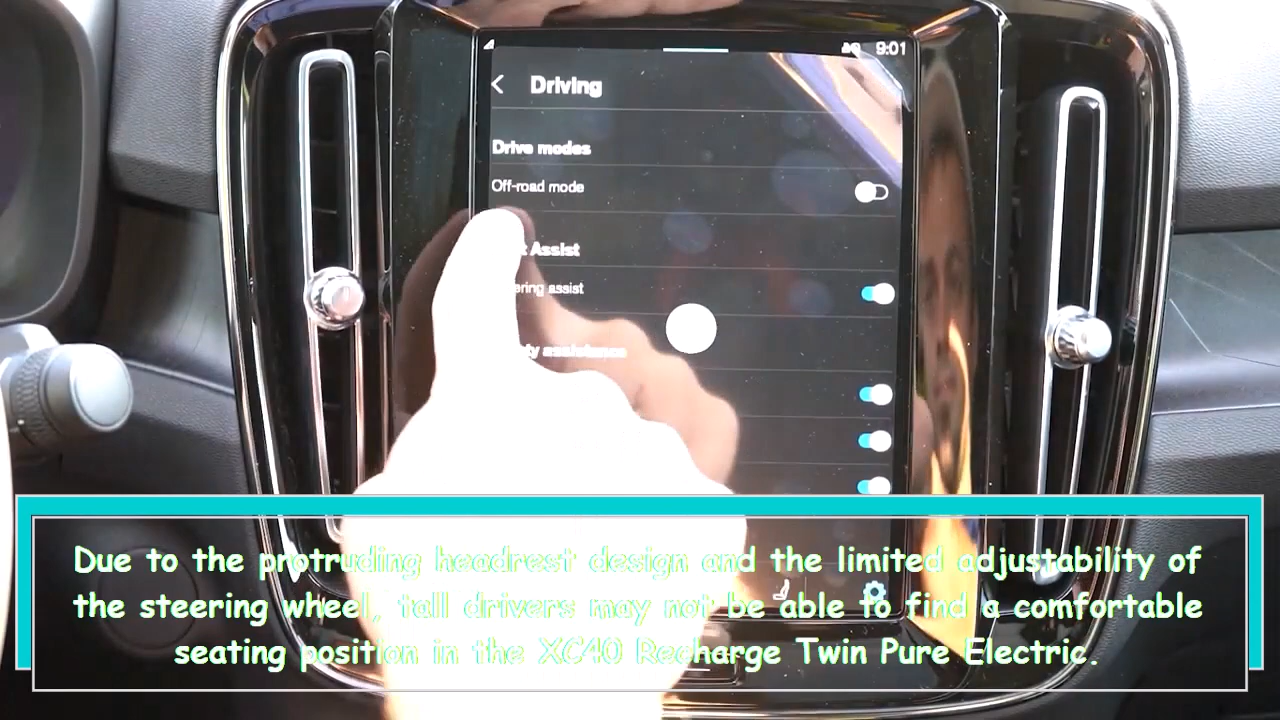 9:01
Driving
Drive modes
Off-road mode
Assist
assist
assistance
Due to the protruding headrest design and the limited adjustability of
the steering wheel, tall drivers may not be able to find a comfortable
seating position in the XC40 Recharge Twin Pure Electric.